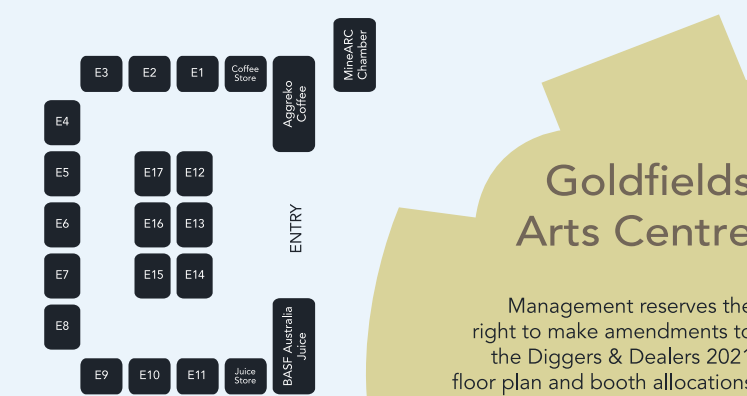 MineARC
Chamber
E3
E2
E1
Coffee
Store
Aggreko
Coffee
E4
E5
E17
E12
E6
E16
E13
ENTRY
E7
E15
E14
E8
E9
E10
E11
Juice
Store
BASF Australia
Juice
Goldfields
Arts Centre
Management reserves the
right to make amendments to
the Diggers & Dealers 2021
floor plan and booth allocations